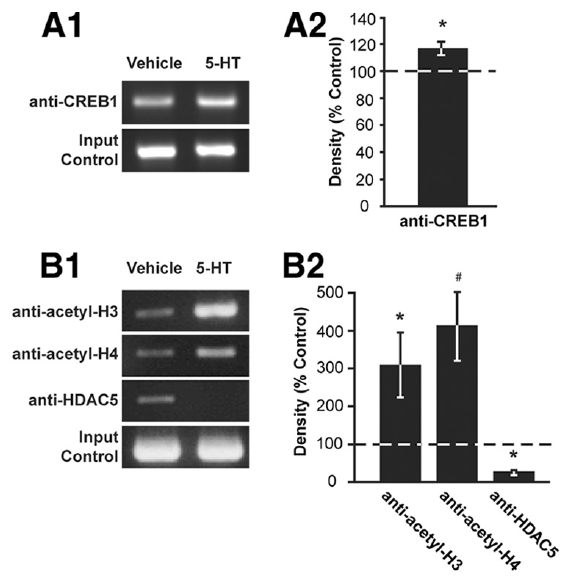 A1
Vehicle 5-HT
anti-CREB1
Input
Control
A2
Density (% Control)
140
120
100
80
60
40
20
0
*
anti-CREB1
B1
Vehicle 5-HT
anti-acetyl-H3
anti-acetyl-H4
anti-HDAC5
Input
Control
B2
Density (% Control)
500
400
300
200
100
0
*
#
*
anti-acetyl-H3
anti-acetyl-H4
anti-HDAC5